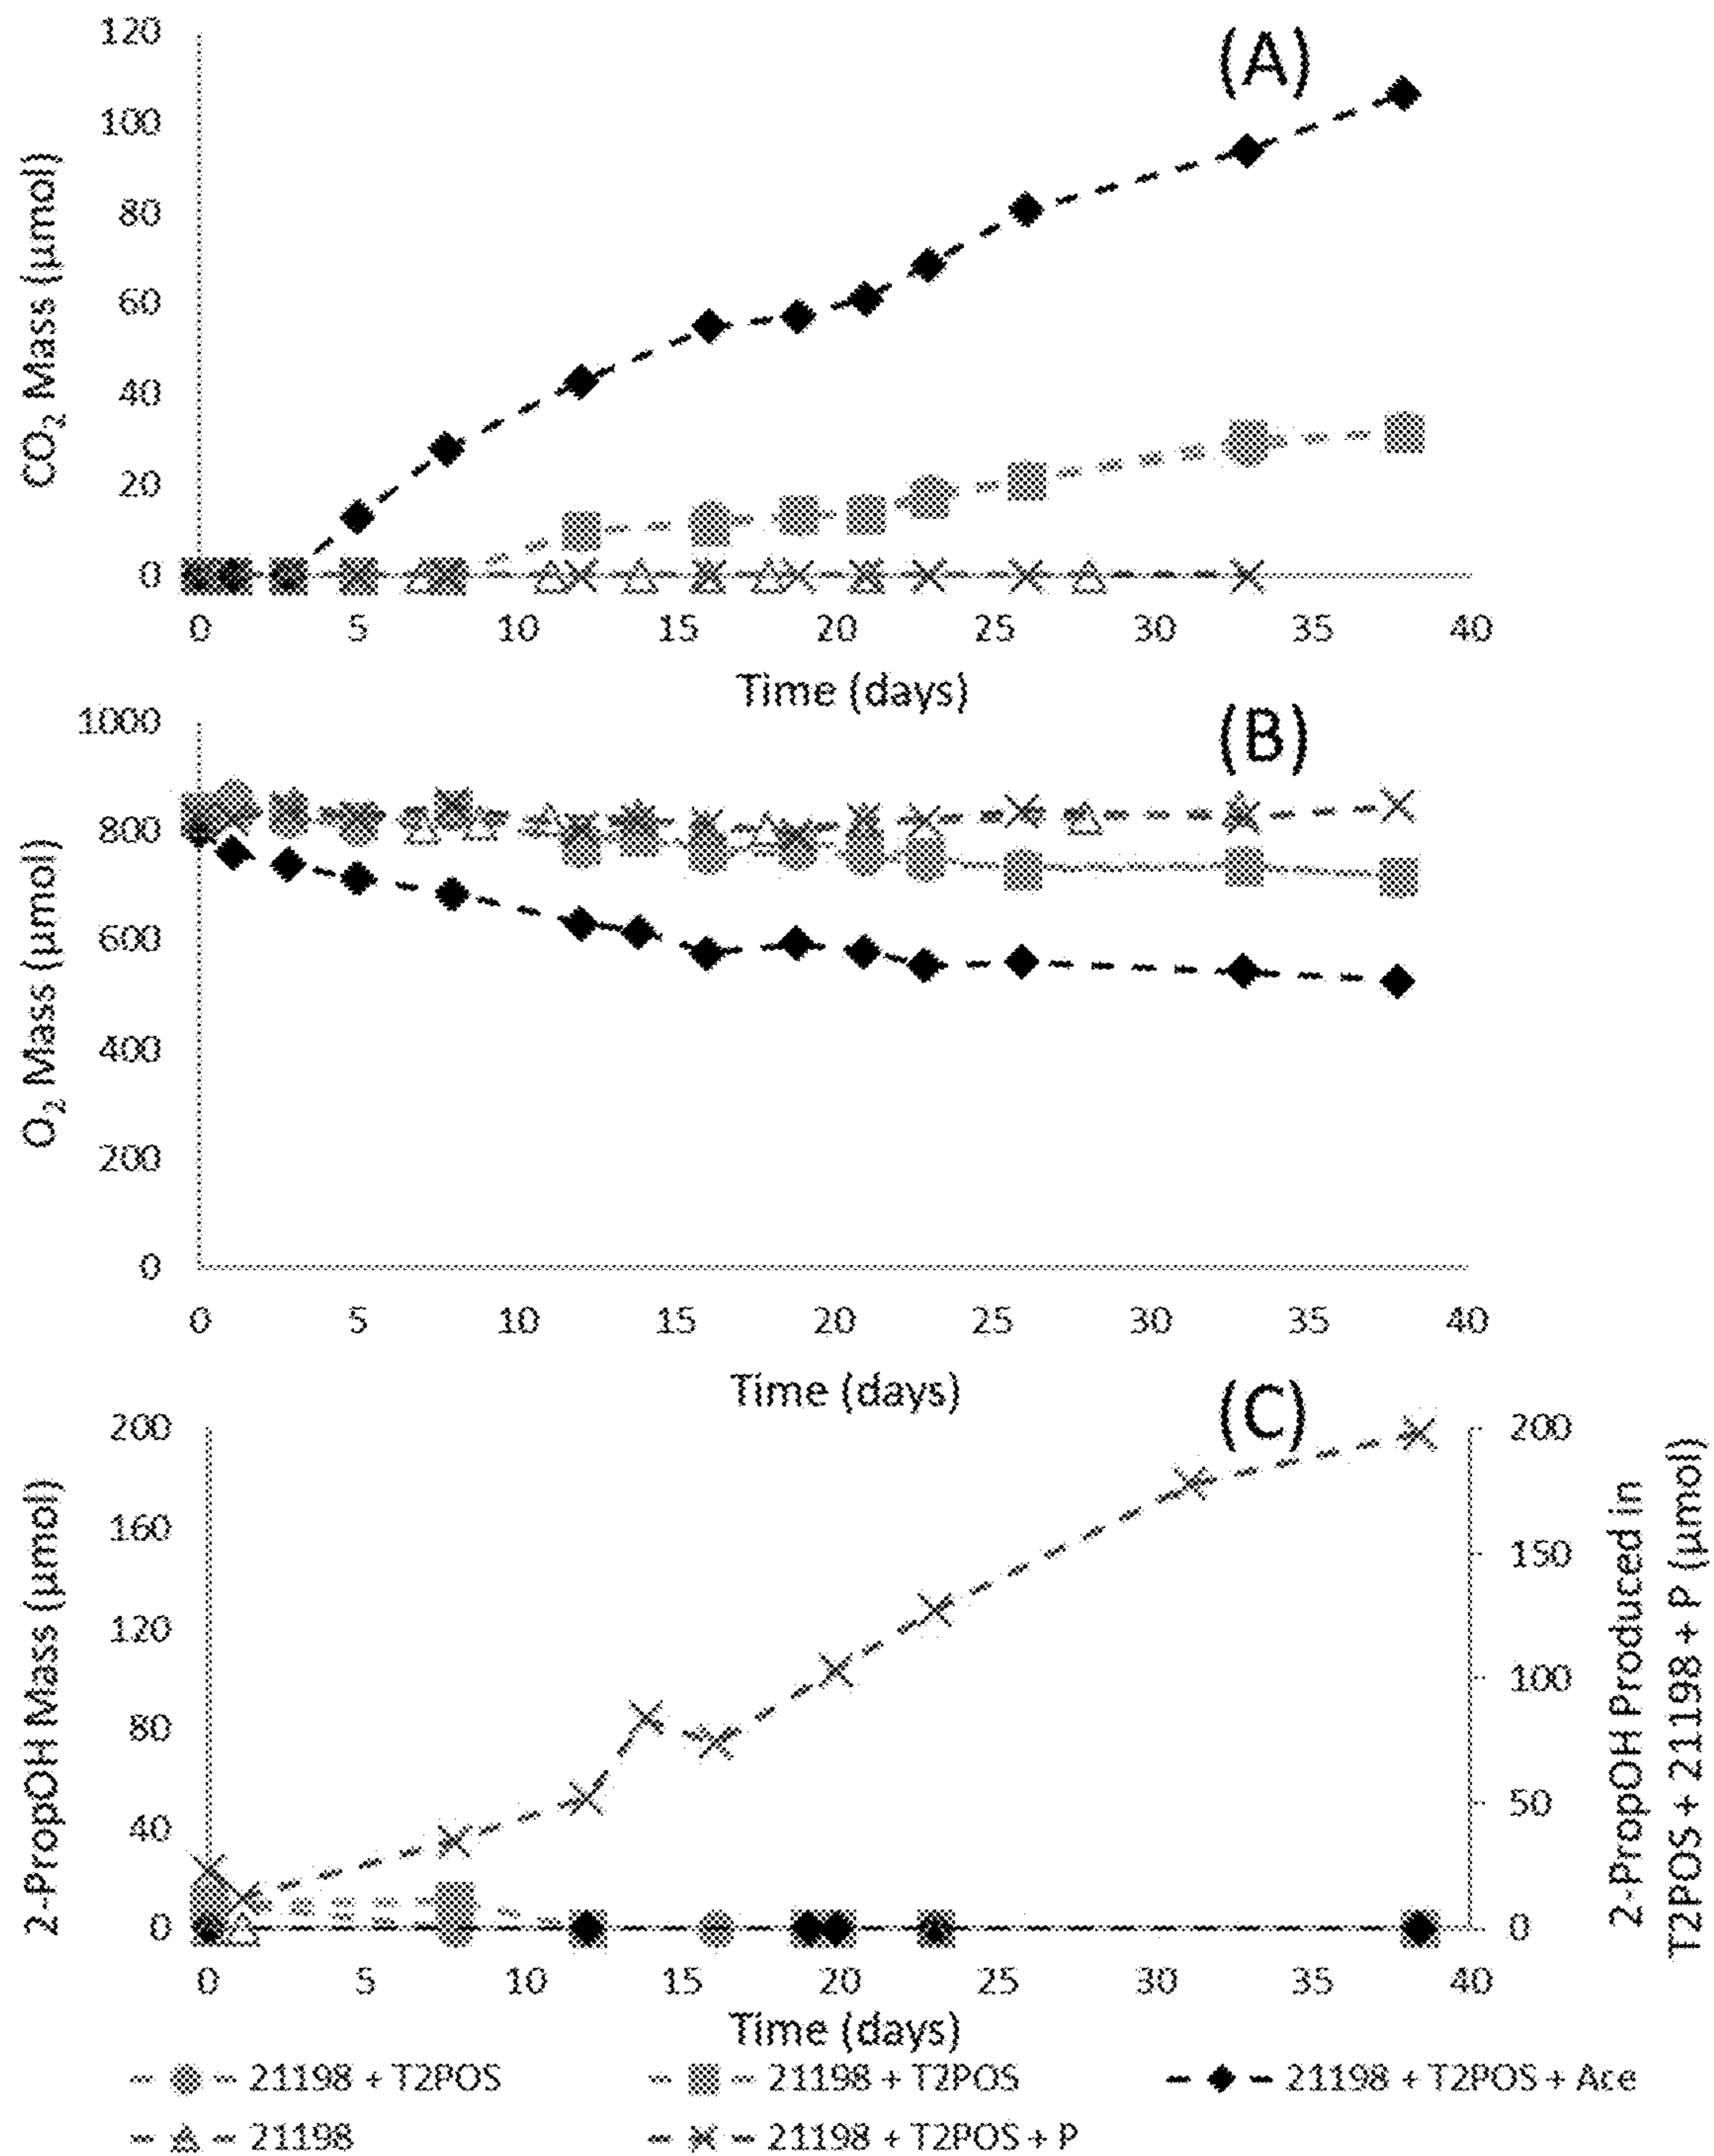 (A)
120
100
80
60
40
20
0
CO₂ Mass (µmol)
0 5 10 15 20 25 30 35 40
Time (days)
(B)
1000
800
600
400
200
0
O₂ Mass (µmol)
0 5 10 15 20 25 30 35 40
Time (days)
(C)
200
160
120
80
40
0
2-PropOH Mass (µmol)
200
150
100
50
0
2-PropOH Produced in
T2POS + 21198 + P (µmol)
0 5 10 15 20 25 30 35 40
Time (days)
21198 + T2POS 21198 + T2POS 21198 + T2POS + Ace
21198 21198 + T2POS + P